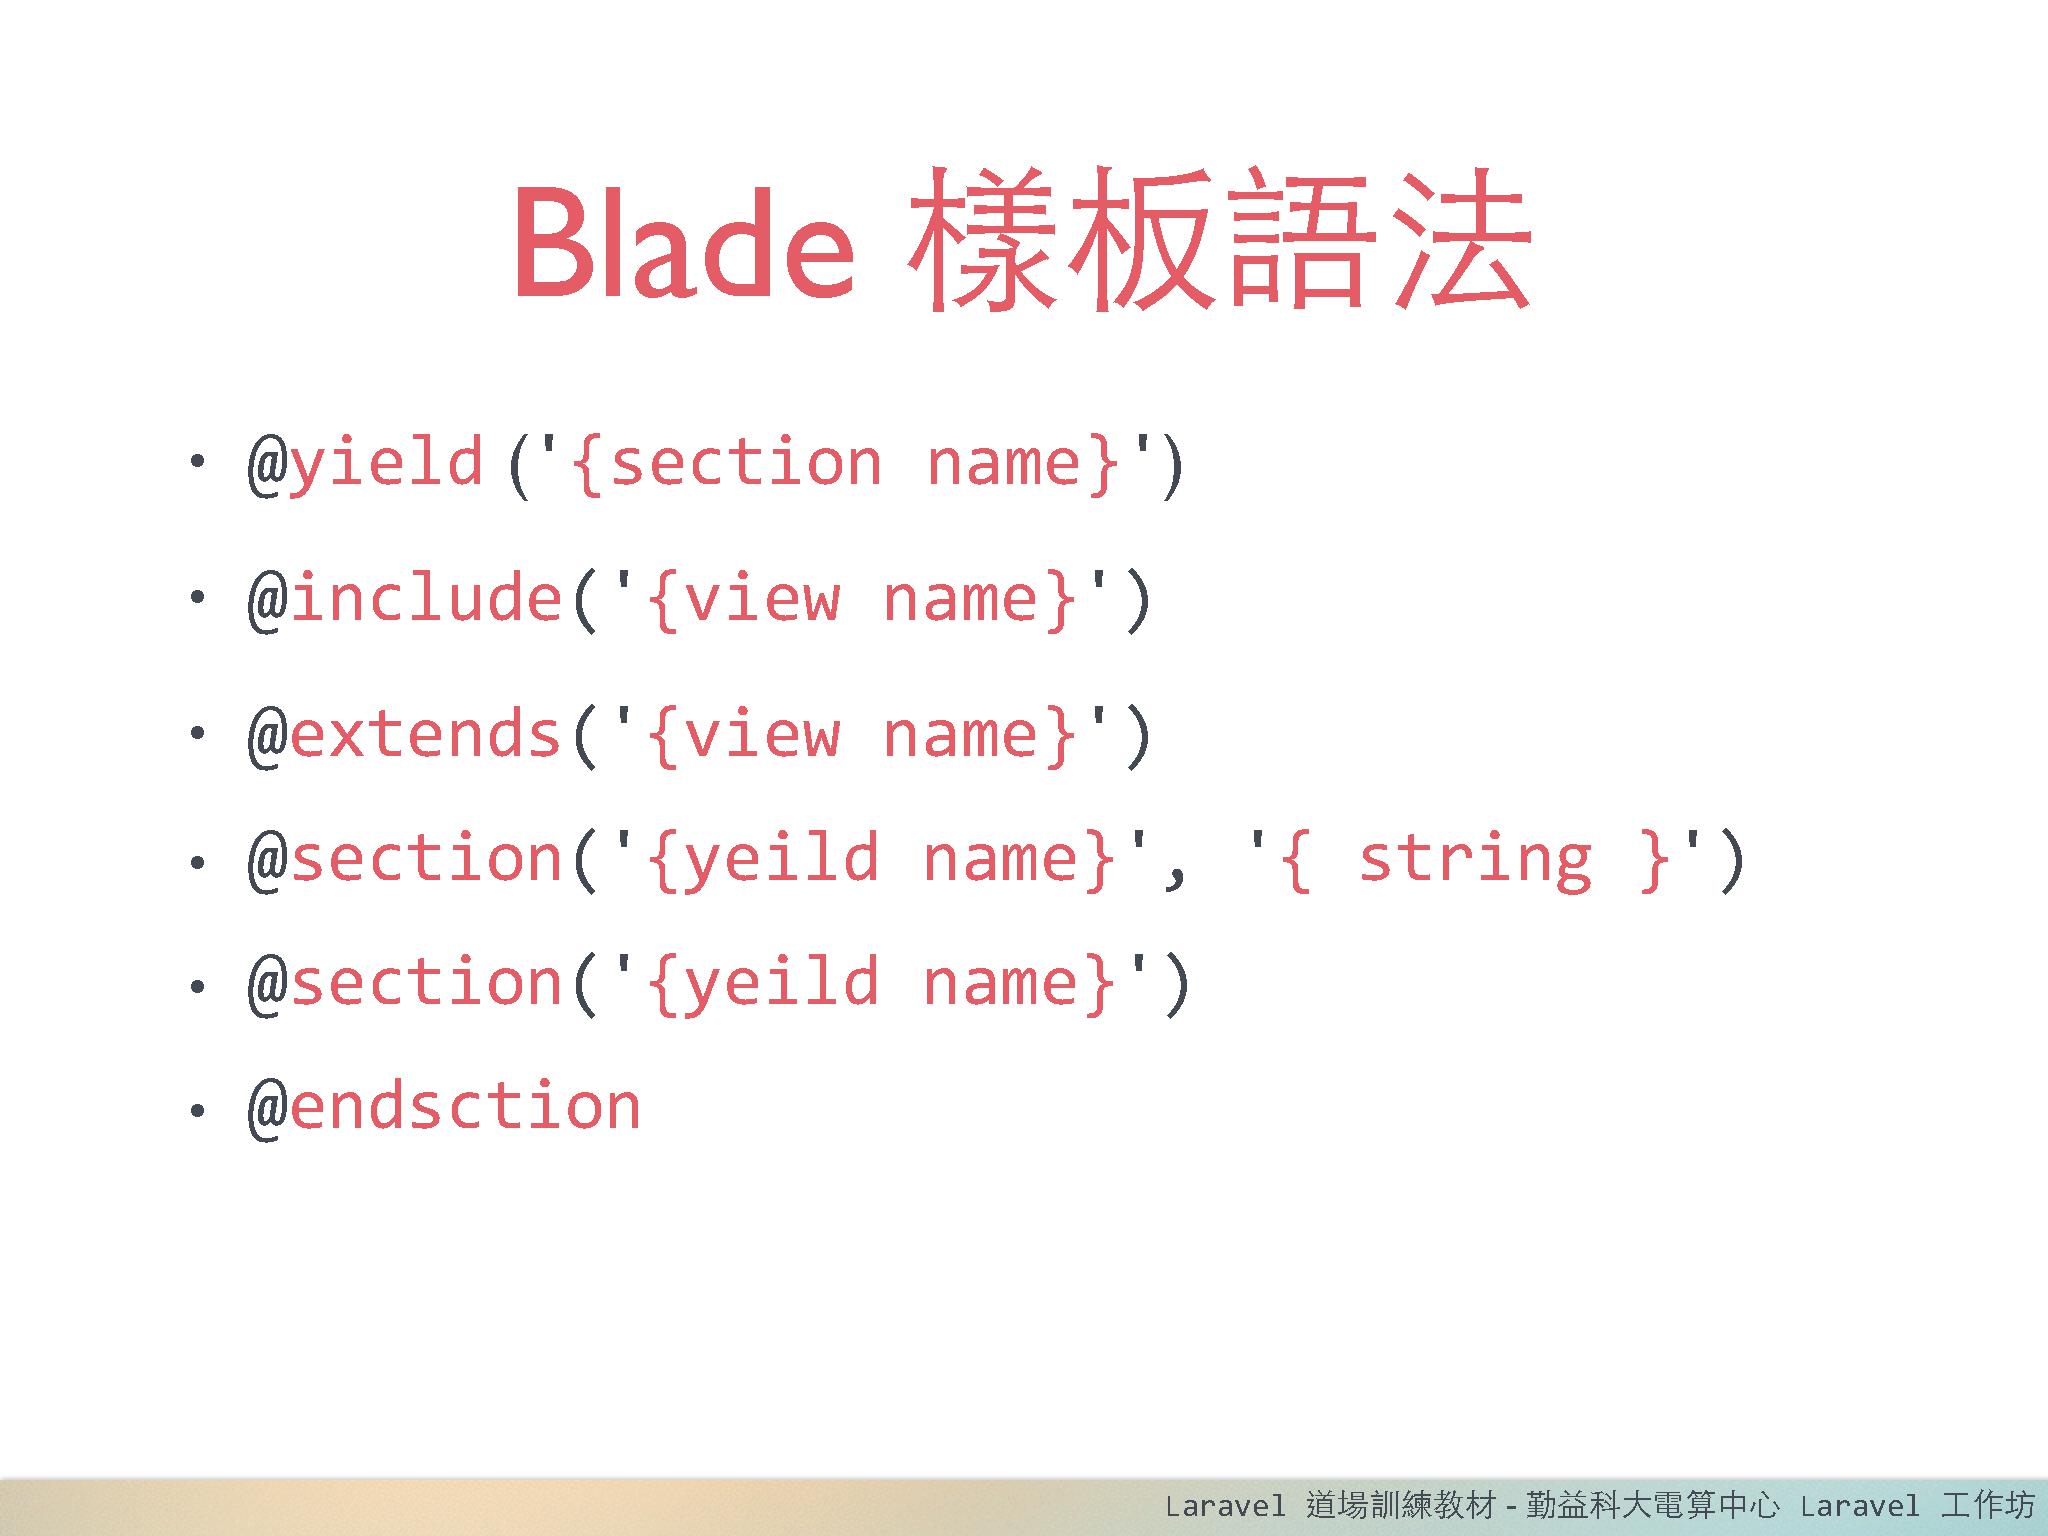 Blade 樣板語法
• @yield ('{section name}')
• @include('{view name}')
• @extends('{view name}')
• @section('{yeild name}', '{ string }')
• @section('{yeild name}')
• @endsction
Laravel 道場訓練教材 - 勤益科大電算中心 Laravel 工作坊